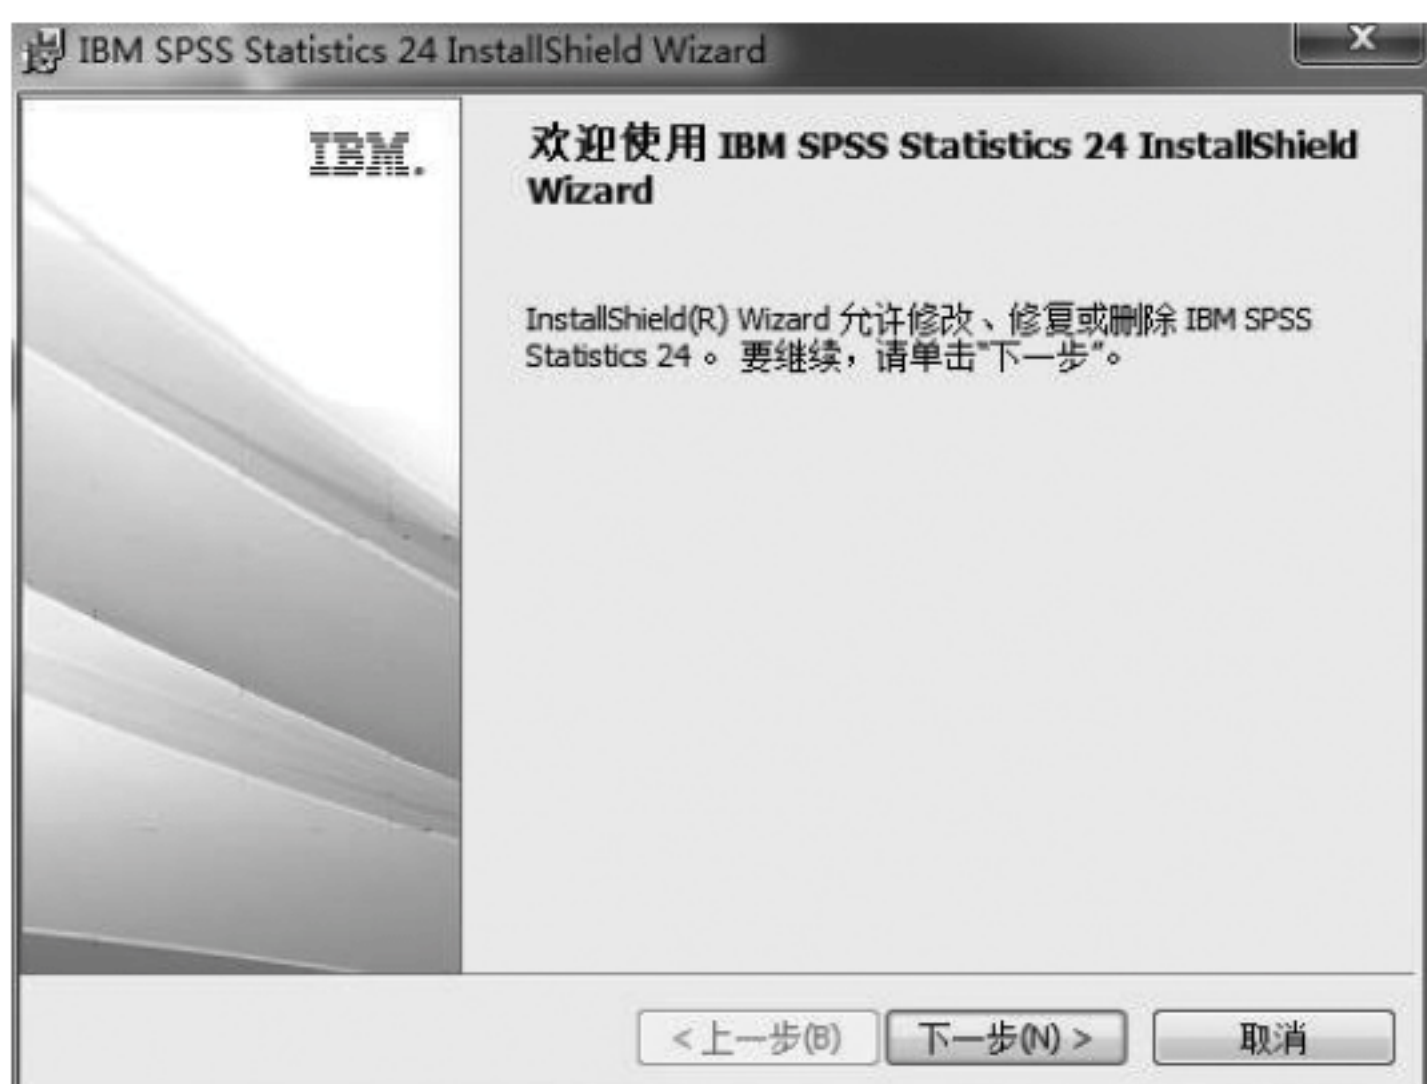 IBM SPSS Statistics 24 InstallShield Wizard
X
IBM.
欢迎使用 IBM SPSS Statistics 24 InstallShield
Wizard
InstallShield(R) Wizard 允许修改、修复或删除 IBM SPSS
Statistics 24。 要继续，请单击“下一步”。
<上一步(B)
下一步(N) >
取消